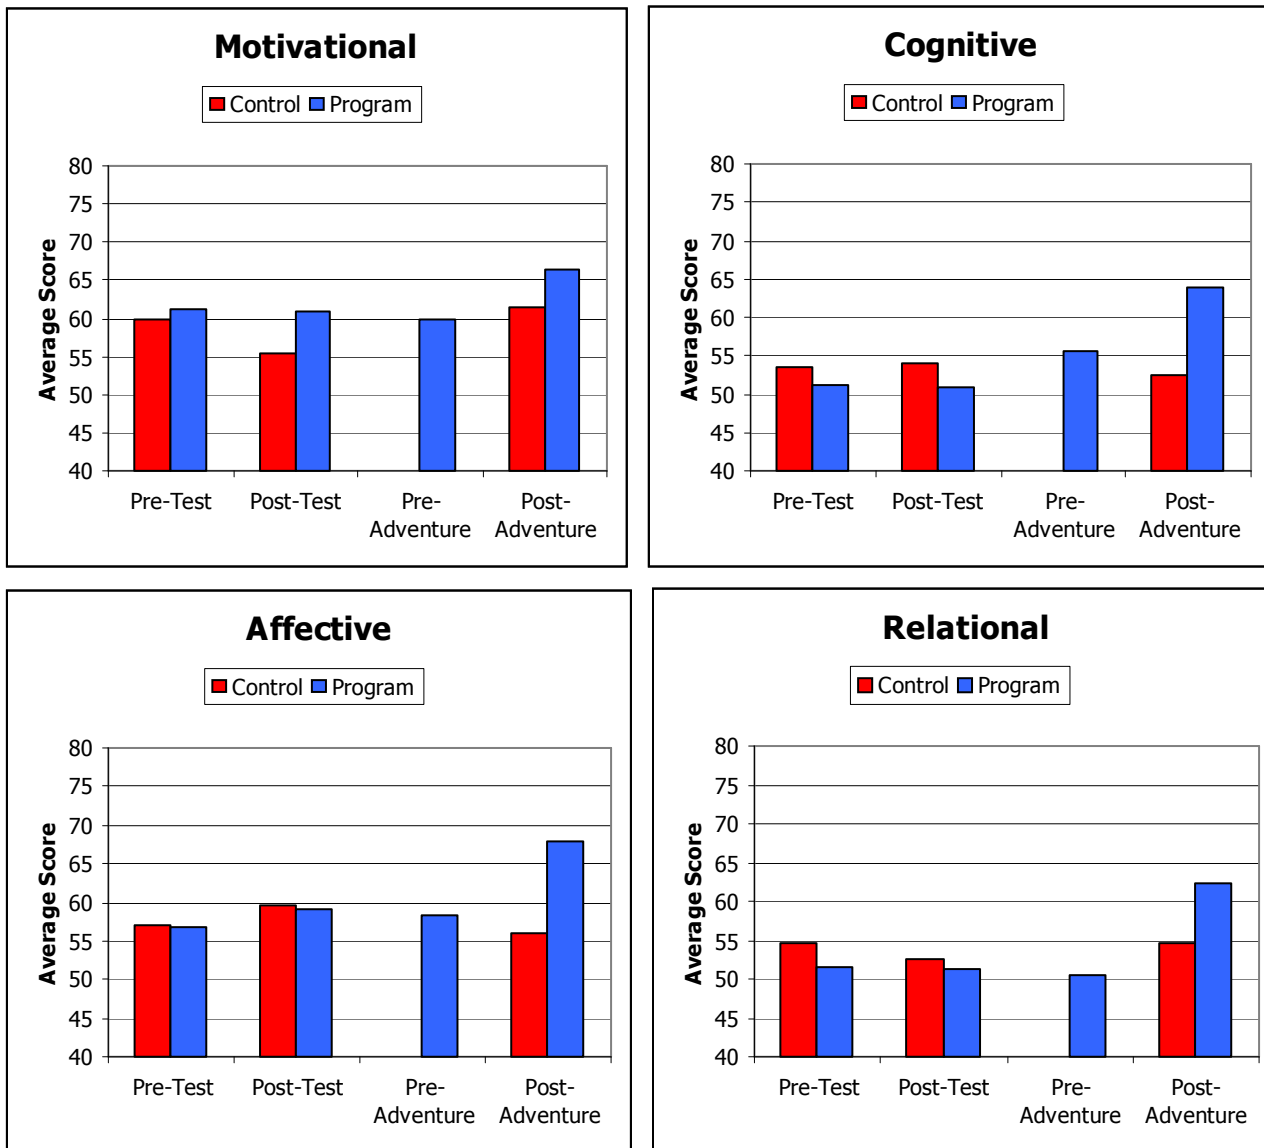 Motivational
Control Program
Average Score
80
75
70
65
60
55
50
45
40
Pre-Test Post-Test Pre- Post-
Adventure Adventure
Cognitive
Control Program
Average Score
80
75
70
65
60
55
50
45
40
Pre-Test Post-Test Pre- Post-
Adventure Adventure
Affective
Control Program
Average Score
80
75
70
65
60
55
50
45
40
Pre-Test Post-Test Pre- Post-
Adventure Adventure
Relational
Control Program
Average Score
80
75
70
65
60
55
50
45
40
Pre-Test Post-Test Pre- Post-
Adventure Adventure